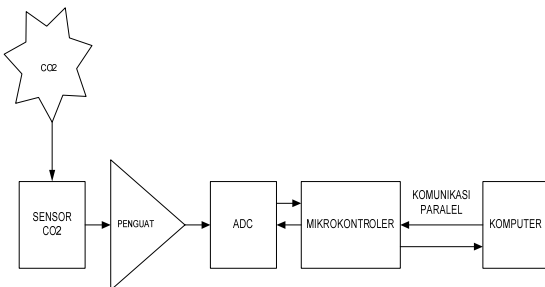 CO2
SENSOR
CO2
PENGUAT
ADC
MIKROKONTROLER
KOMUNIKASI
PARALEL
KOMPUTER